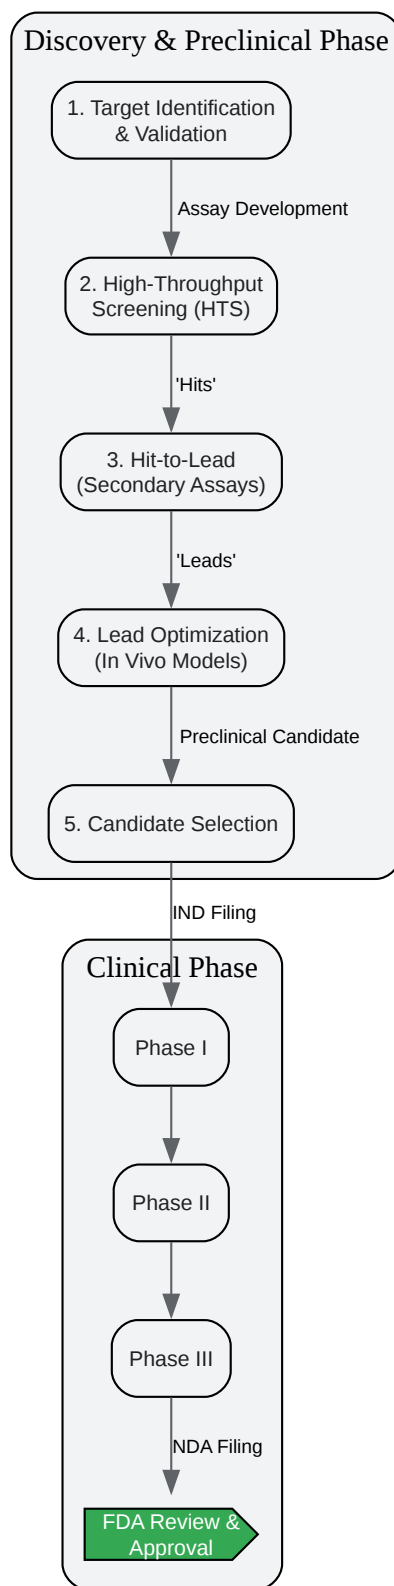 Discovery & Preclinical Phase
1. Target Identification
& Validation
Assay Development
2. High-Throughput
Screening (HTS)
'Hits'
3. Hit-to-Lead
(Secondary Assays)
'Leads'
4. Lead Optimization
(In Vivo Models)
Preclinical Candidate
5. Candidate Selection
IND Filing
Clinical Phase
Phase I
Phase II
Phase III
NDA Filing
FDA Review &
Approval